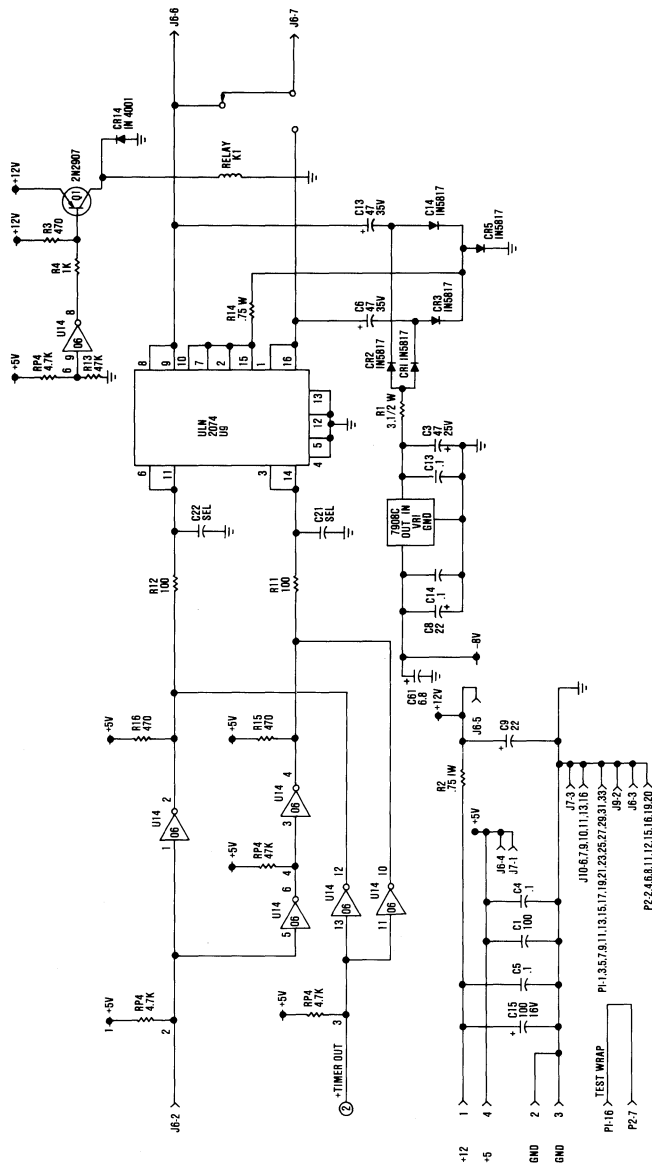 J6-6
J6-7
CR14
IN 4001
+12V
2N2907
Q1
+12V
R3
470
R4
1K
RELAY
K1
+5V
RP4
4.7K
6
9
U14
06
8
R13
47K
C13
47
35V
+
C14
IN5817
CR5
IN5817
R14
.75 W
C6
47
35V
+
CR3
IN5817
CR2
IN5817
CR1 IN5817
R1
3.1/2 W
8
9
10
7
2
15
1
16
ULN
2074
U9
13
12
5
4
6
11
3
14
C22
SEL
C21
SEL
R12
100
R11
100
C3
47
25V
+
C13
.1
7908C
OUT IN
VR1
GND
C14
.1
C8
22
+
-8V
C61
6.8
+
+12V
J6-5
+5V
R16
470
+5V
R15
470
U14
1
06
2
U14
3
06
4
+5V
RP4
47K
4
U14
5
06
6
U14
13
06
12
U14
11
06
10
1
+5V
RP4
4.7K
2
+5V
RP4
4.7K
3
J6-2
+TIMER OUT
2
R2
.75 1W
C9
22
+
+5V
J6-4
J7-1
C4
.1
C1
100
C5
.1
C15
100
16V
+
J7-3
J10-6,7,9,10,11,13,16
P1-1,3,5,7,9,11,13,15,17,19,21,23,25,27,29,31,33
J9-2
J6-3
P2-2,4,6,8,11,12,15,16,19,20
+12
1
+5
4
GND
2
GND
3
TEST WRAP
P1-16
P2-7